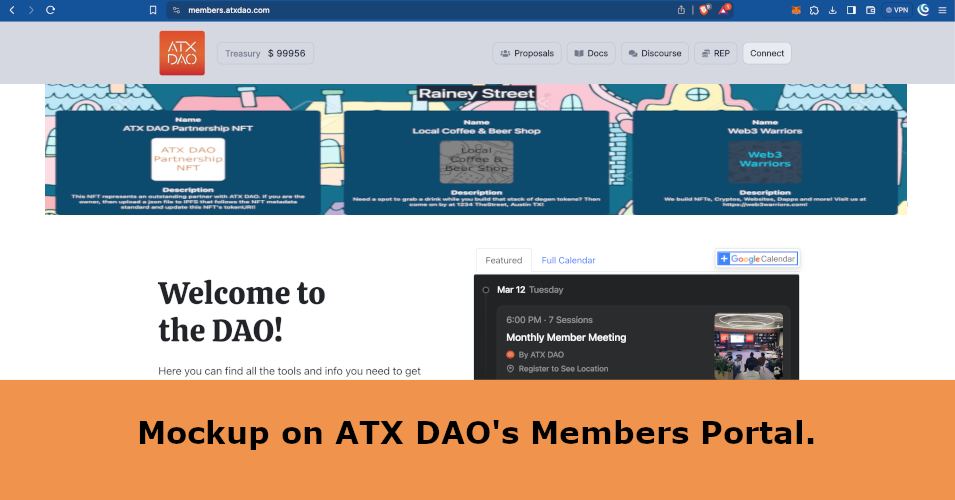 members.atxdao.com
VPN
ATX
DAO
Treasury $ 99956
Proposals
Docs
Discourse
REP
Connect
Rainey Street
Name
ATX DAO Partnership NFT
ATX DAO
Partnership
NFT
Description
This NFT represents an outstanding partner with ATX DAO. If you are the
owner, then upload a json file to IPFS that follows the NFT metadata
standard and update this NFT's tokenURI!
Name
Local Coffee & Beer Shop
Local
Coffee &
Beer Shop
Description
Need a spot to grab a drink while you build that stack of degen tokens? Then
come on by at 1234 TheStreet, Austin TX!
Name
Web3 Warriors
Web3
Warriors
Description
We build NFTs, Cryptos, Websites, Dapps and more! Visit us at
https://web3warriors.com!
Welcome to
the DAO!
Here you can find all the tools and info you need to get
Featured
Full Calendar
Google Calendar
Mar 12 Tuesday
6:00 PM · 7 Sessions
Monthly Member Meeting
By ATX DAO
Register to See Location
Mockup on ATX DAO's Members Portal.